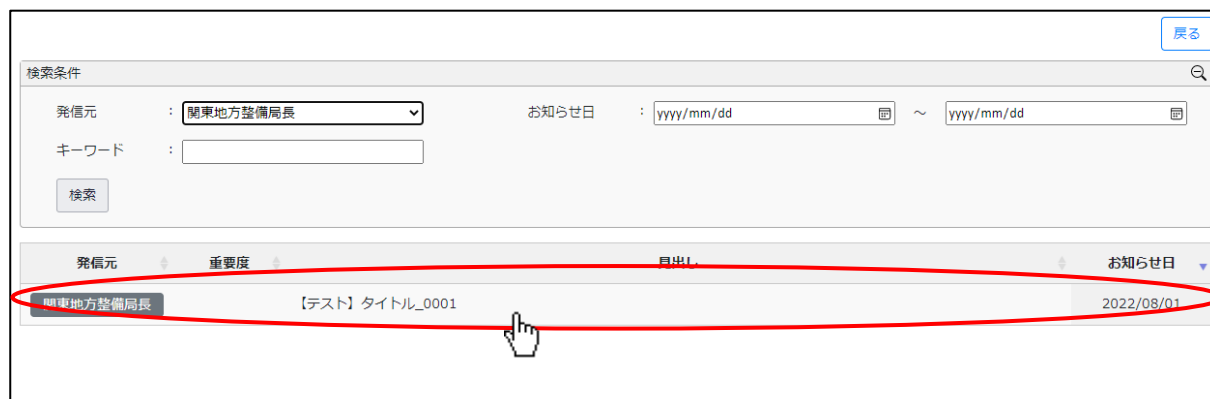 戻る
検索条件
発信元 : 関東地方整備局長 お知らせ日 : yyyy/mm/dd ～ yyyy/mm/dd
キーワード :
検索
発信元 重要度 見出し お知らせ日
関東地方整備局長 【テスト】タイトル_0001 2022/08/01